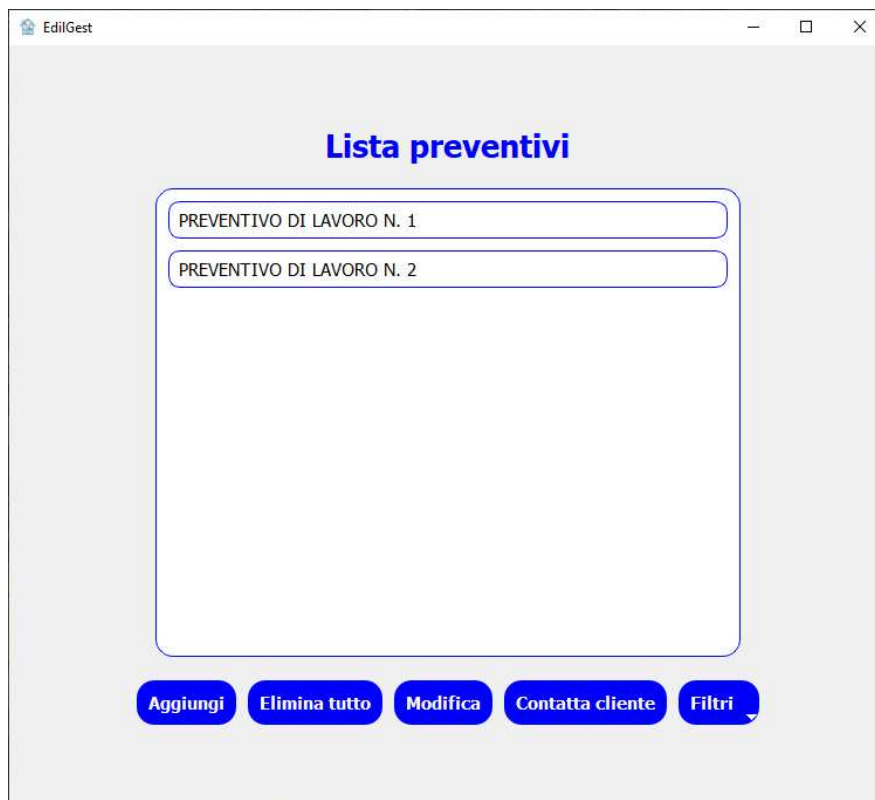 EdilGest
Lista preventivi
PREVENTIVO DI LAVORO N. 1
PREVENTIVO DI LAVORO N. 2
Aggiungi Elimina tutto Modifica Contatta cliente Filtri